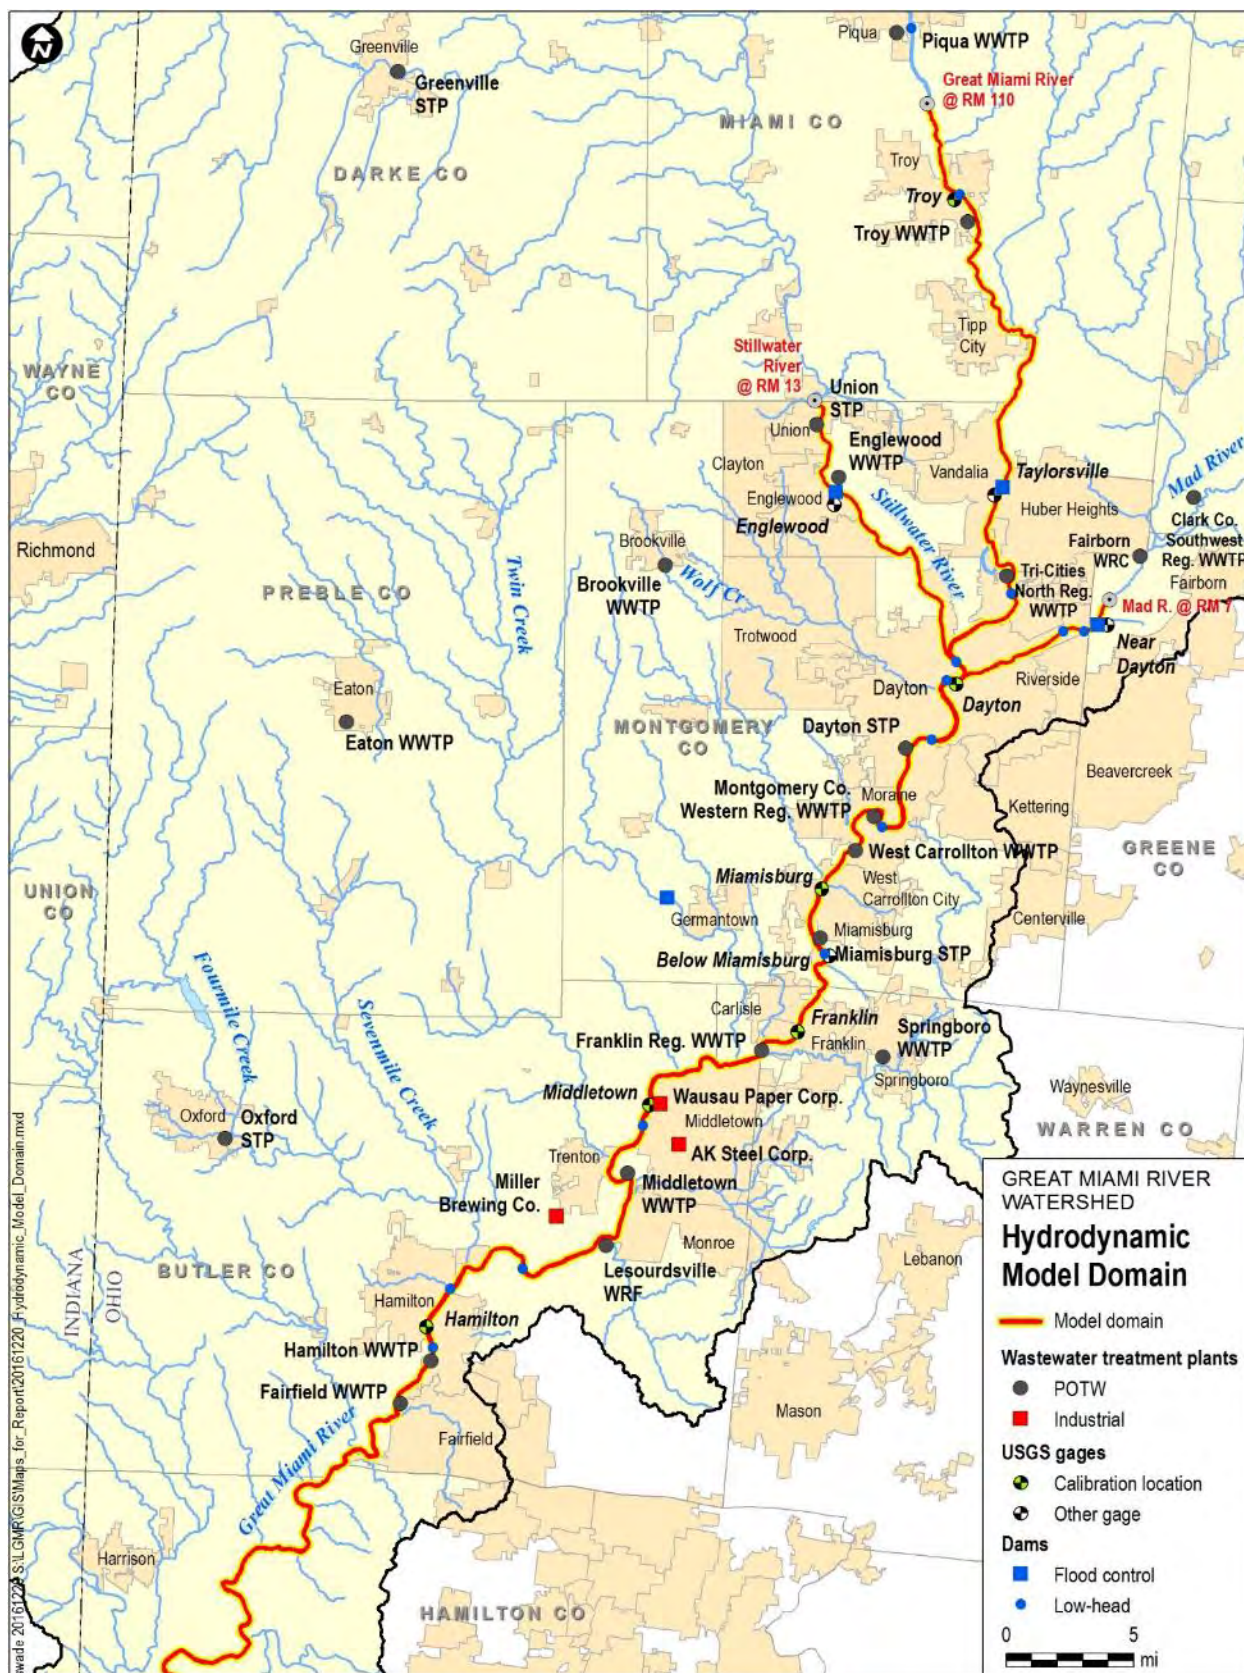 N
Greenville
Greenville
STP
Piqua
Piqua WWTP
Great Miami River
@ RM 110
MIAMI CO
DARKE CO
Troy
Troy
Troy WWTP
Tipp
City
Stillwater
River
@ RM 13
WAYNE
CO
Union
STP
Union
Englewood
WWTP
Clayton
Vandalia
Taylorsville
Mad River
Englewood
Englewood
Stillwater River
Huber Heights
Clark Co.
Southwest
Reg. WWTP
Fairborn
WRC
Fairborn
Richmond
Brookville
Brookville
WWTP
Wolf Cr.
Twin Creek
Tri-Cities
North Reg.
WWTP
Mad R. @ RM 7
PREBLE CO
Trotwood
Near
Dayton
Eaton
Eaton WWTP
Dayton
Riverside
Dayton
MONTGOMERY
CO
Dayton STP
Beavercreek
Montgomery Co.
Western Reg. WWTP
Moraine
Kettering
West Carrollton WWTP
GREENE
CO
UNION
CO
Miamisburg
West
Carrollton City
Germantown
Centerville
Miamisburg
Below Miamisburg
Miamisburg STP
Fourmile Creek
Sevenmile Creek
Carlisle
Franklin
Springboro
WWTP
Franklin Reg. WWTP
Franklin
Springboro
Waynesville
Middletown
Wausau Paper Corp.
Middletown
WARREN CO
Oxford
Oxford
STP
AK Steel Corp.
Trenton
Middletown
WWTP
Miller
Brewing Co.
Monroe
Lebanon
Lesourdsville
WRF
INDIANA
OHIO
BUTLER CO
Hamilton
Hamilton
Hamilton WWTP
Fairfield WWTP
Mason
Fairfield
Great Miami River
Harrison
HAMILTON CO
GREAT MIAMI RIVER
WATERSHED
Hydrodynamic
Model Domain
Model domain
Wastewater treatment plants
POTW
Industrial
USGS gages
Calibration location
Other gage
Dams
Flood control
Low-head
0 5
mi